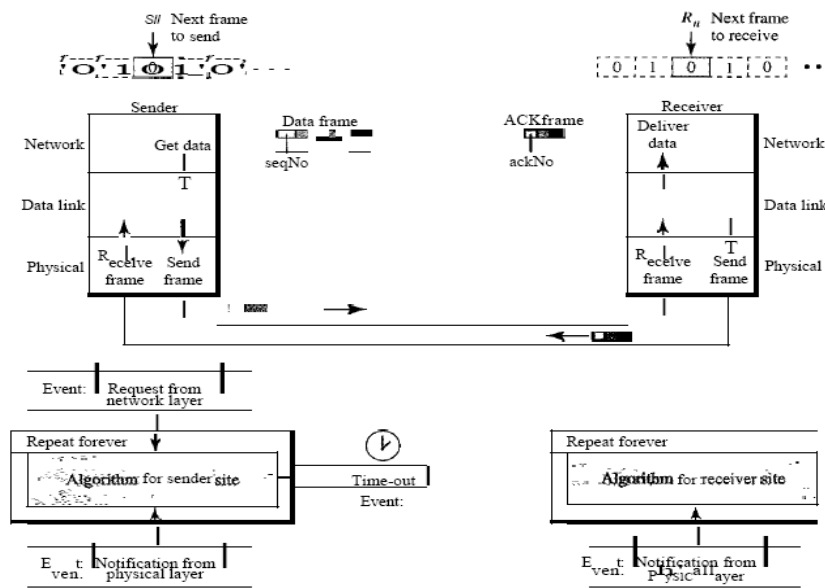 Next frame
to send
Next frame
to receive
0 1 0 1 0
0 1 0 1 0
Sender
Receiver
Data frame
ACKframe
Network
Get data
Deliver
data
Network
seqNo
ackNo
T
Data link
Data link
Physical
Receive
frame
Send
frame
T
Receive
frame
Send
frame
Physical
Event:
Request from
network layer
Repeat forever
Algorithm for sender site
Time-out
Event:
Repeat forever
Algorithm for receiver site
Notification from
physical layer
Notification from